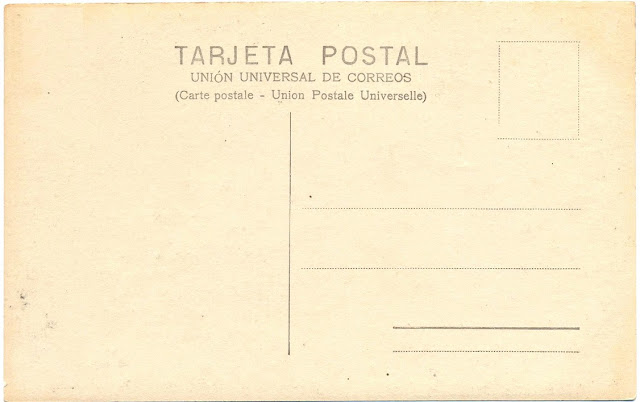 TARJETA POSTAL
UNIÓN UNIVERSAL DE CORREOS
(Carte postale - Union Postale Universelle)